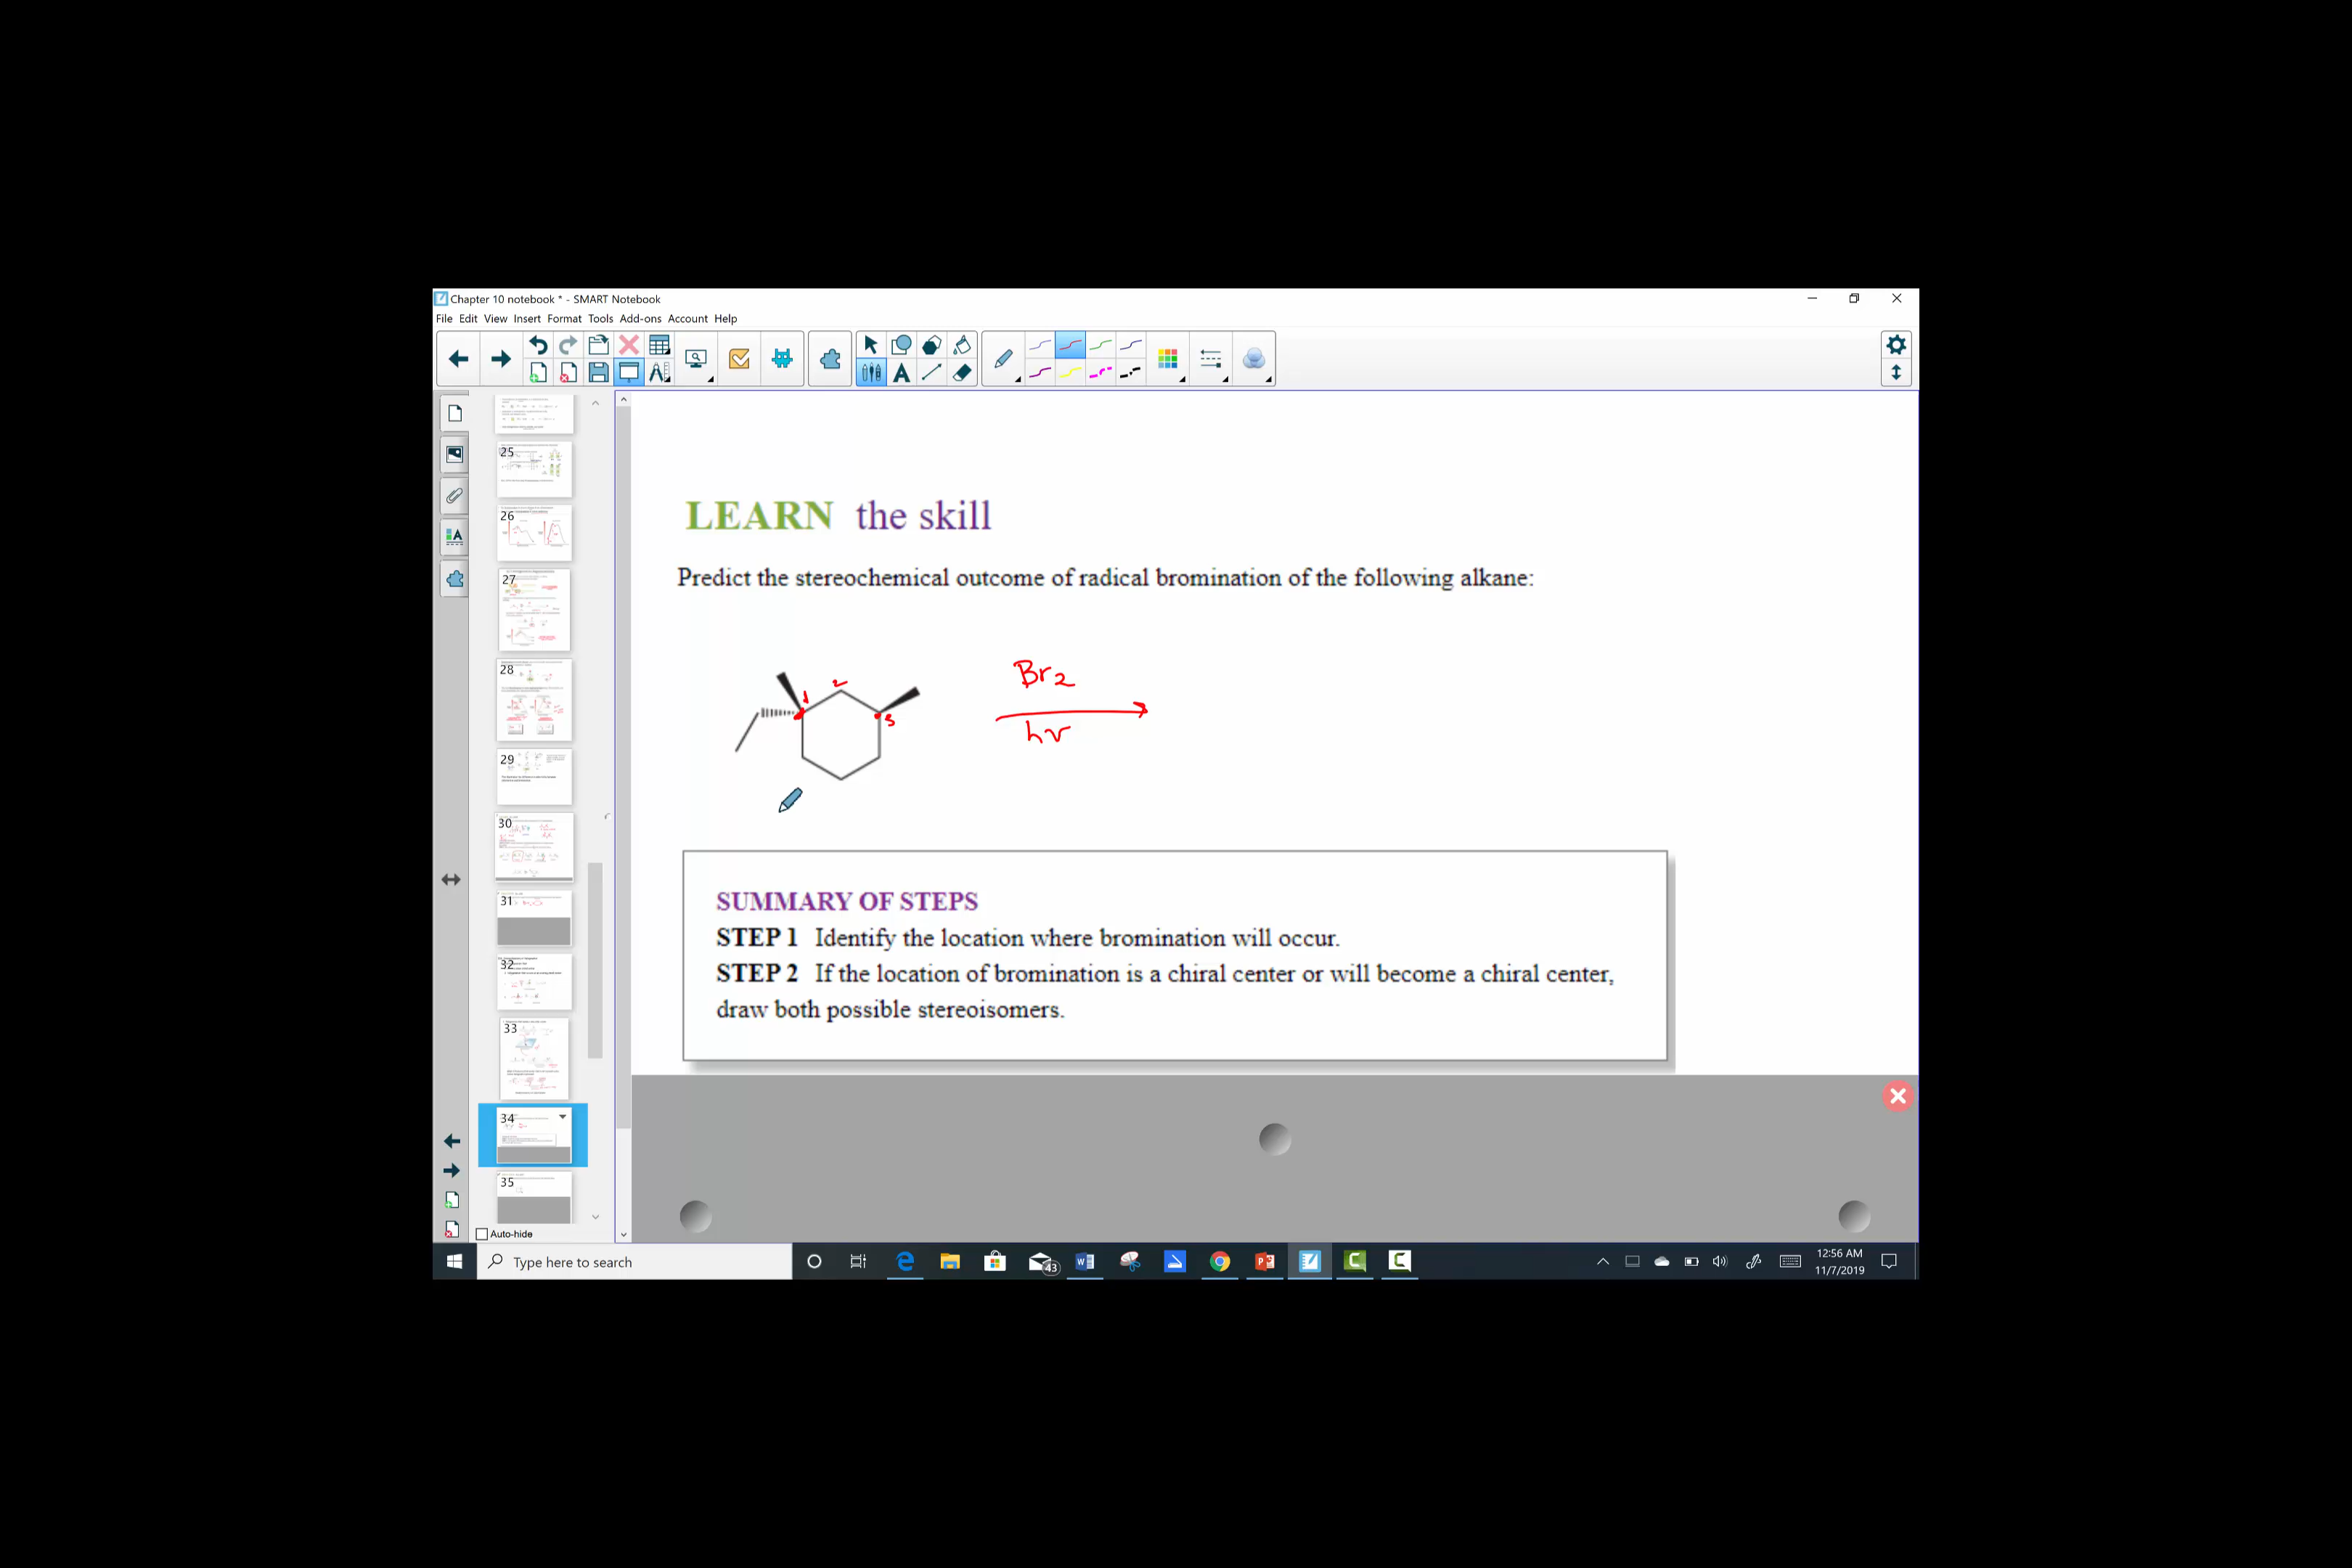 Chapter 10 notebook * - SMART Notebook
File Edit View Insert Format Tools Add-ons Account Help
25
26
27
28
29
30
31
32
33
34
35
Auto-hide
LEARN the skill
Predict the stereochemical outcome of radical bromination of the following alkane:
1 2 3
Br2
hν
SUMMARY OF STEPS
STEP 1 Identify the location where bromination will occur.
STEP 2 If the location of bromination is a chiral center or will become a chiral center,
draw both possible stereoisomers.
Type here to search
43
12:56 AM
11/7/2019